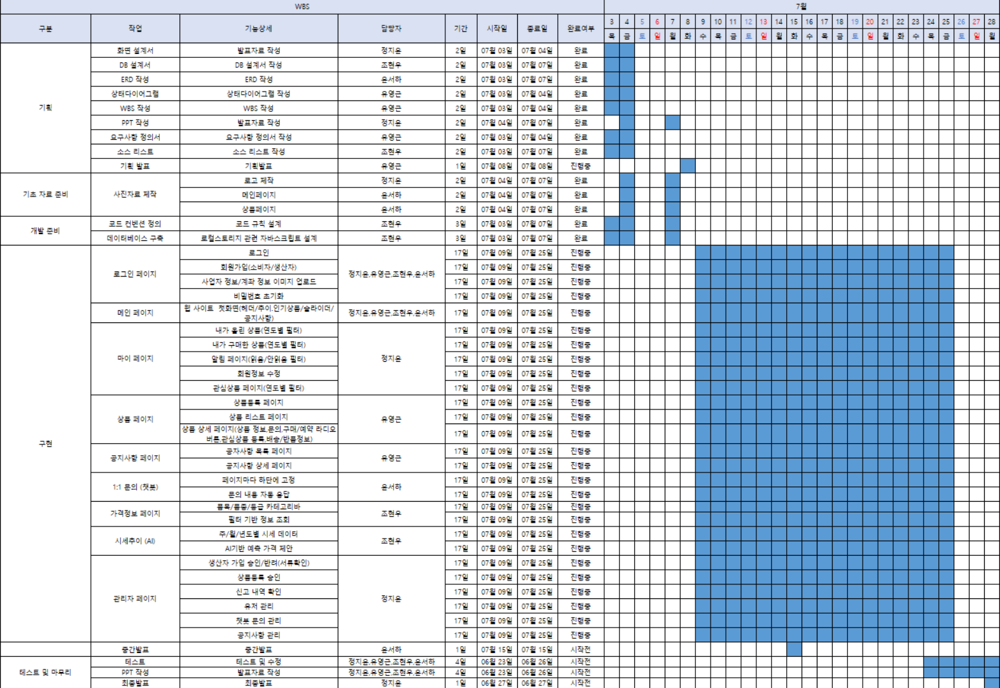 WBS 7월
구분 작업 기능상세 담당자 기간 시작일 종료일 완료여부 3 4 5 6 7 8 9 10 11 12 13 14 15 16 17 18 19 20 21 22 23 24 25 26 27 28
목 금 토 일 월 화 수 목 금 토 일 월 화 수 목 금 토 일 월 화 수 목 금 토 일 월
기획 화면 설계서 발표자료 작성 정지윤 2일 07월 03일 07월 04일 완료
DB 설계서 DB 설계서 작성 조현우 2일 07월 03일 07월 07일 완료
ERD 작성 ERD 작성 윤서하 2일 07월 03일 07월 07일 완료
상태다이어그램 상태다이어그램 작성 유영근 2일 07월 03일 07월 04일 완료
WBS 작성 WBS 작성 유영근 2일 07월 03일 07월 04일 완료
PPT 작성 발표자료 작성 정지윤 2일 07월 04일 07월 07일 완료
요구사항 정의서 요구사항 정의서 작성 유영근 2일 07월 03일 07월 04일 완료
소스 리스트 소스 리스트 작성 조현우 2일 07월 03일 07월 07일 완료
기획 발표 기획발표 유영근 1일 07월 08일 07월 08일 진행중
기초 자료 준비 사진자료 제작 로고 제작 정지윤 2일 07월 04일 07월 07일 완료
메인페이지 윤서하 2일 07월 04일 07월 07일 완료
상품페이지 윤서하 2일 07월 04일 07월 07일 완료
개발 준비 코드 컨벤션 정의 코드 규칙 설계 조현우 3일 07월 03일 07월 07일 완료
데이터베이스 구축 로컬스토리지 관련 자바스크립트 설계 조현우 3일 07월 03일 07월 07일 완료
구현 로그인 페이지 로그인 정지윤,유영근,조현우,윤서하 17일 07월 09일 07월 25일 진행중
회원가입(소비자/생산자) 17일 07월 09일 07월 25일 진행중
사업자 정보/계좌 정보 이미지 업로드 17일 07월 09일 07월 25일 진행중
비밀번호 초기화 17일 07월 09일 07월 25일 진행중
메인 페이지 웹 사이트 첫화면(헤더/추이,인기상품/슬라이더/
공지사항) 정지윤,유영근,조현우,윤서하 17일 07월 09일 07월 25일 진행중
마이 페이지 내가 올린 상품(연도별 필터) 정지윤 17일 07월 09일 07월 25일 진행중
내가 구매한 상품(연도별 필터) 17일 07월 09일 07월 25일 진행중
알림 페이지(읽음/안읽음 필터) 17일 07월 09일 07월 25일 진행중
회원정보 수정 17일 07월 09일 07월 25일 진행중
관심상품 페이지(연도별 필터) 17일 07월 09일 07월 25일 진행중
상품 페이지 상품등록 페이지 유영근 17일 07월 09일 07월 25일 진행중
상품 리스트 페이지 17일 07월 09일 07월 25일 진행중
상품 상세 페이지(상품 정보,문의,구매/예약 라디오
버튼,관심상품 등록,배송/반품정보) 17일 07월 09일 07월 25일 진행중
공지사항 페이지 공자사항 목록 페이지 유영근 17일 07월 09일 07월 25일 진행중
공지사항 상세 페이지 17일 07월 09일 07월 25일 진행중
1:1 문의 (챗봇) 페이지마다 하단에 고정 윤서하 17일 07월 09일 07월 25일 진행중
문의 내용 자동 응답 17일 07월 09일 07월 25일 진행중
가격정보 페이지 품목/품종/등급 카테고리바 조현우 17일 07월 09일 07월 25일 진행중
필터 기반 정보 조회 17일 07월 09일 07월 25일 진행중
시세추이 (AI) 주/월/년도별 시세 데이터 조현우 17일 07월 09일 07월 25일 진행중
AI기반 예측 가격 제안 17일 07월 09일 07월 25일 진행중
관리자 페이지 생산자 가입 승인/반려(서류확인) 정지윤 17일 07월 09일 07월 25일 진행중
상품등록 승인 17일 07월 09일 07월 25일 진행중
신고 내역 확인 17일 07월 09일 07월 25일 진행중
유저 관리 17일 07월 09일 07월 25일 진행중
챗봇 문의 관리 17일 07월 09일 07월 25일 진행중
공지사항 관리 17일 07월 09일 07월 25일 진행중
중간발표 중간발표 윤서하 1일 07월 15일 07월 15일 시작전
테스트 및 마무리 테스트 테스트 및 수정 정지윤,유영근,조현우,윤서하 4일 06월 23일 06월 26일 시작전
PPT 작성 발표자료 작성 정지윤,유영근,조현우,윤서하 4일 06월 23일 06월 26일 시작전
최종발표 최종발표 정지윤 1일 06월 27일 06월 27일 시작전